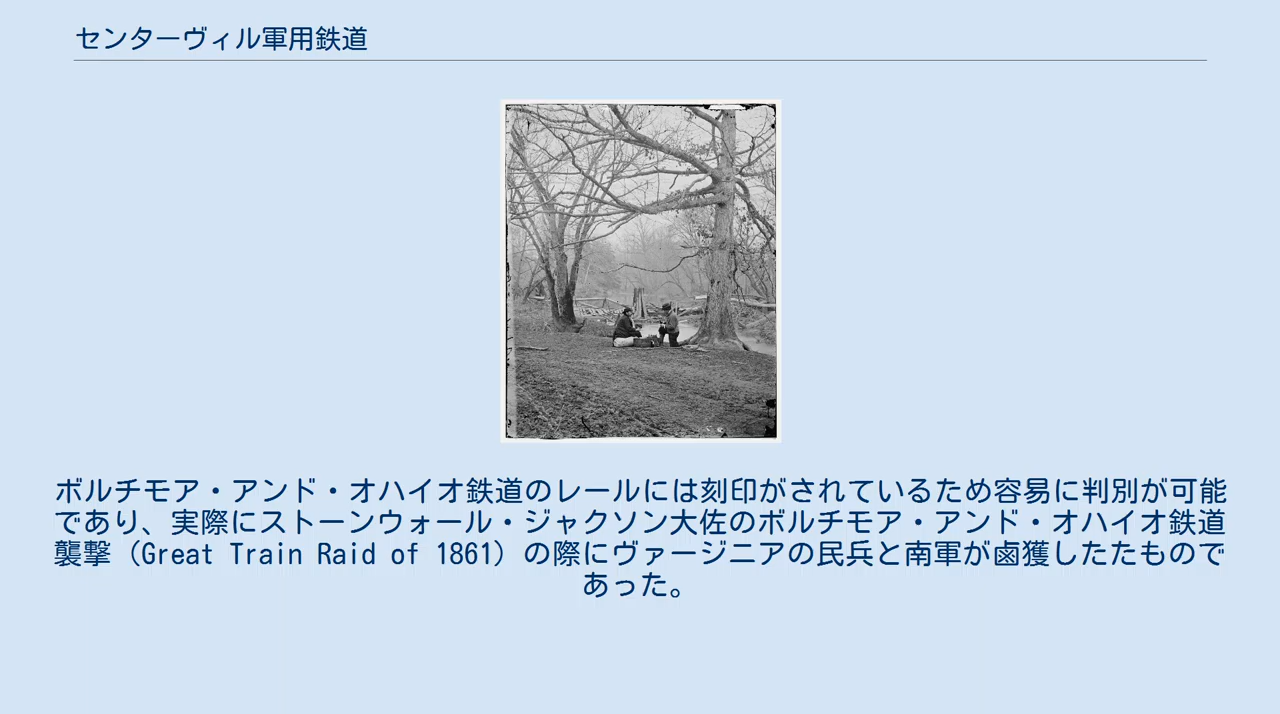 センターヴィル軍用鉄道
ボルチモア・アンド・オハイオ鉄道のレールには刻印がされているため容易に判別が可能
であり、実際にストーンウォール・ジャクソン大佐のボルチモア・アンド・オハイオ鉄道
襲撃（Great Train Raid of 1861）の際にヴァージニアの民兵と南軍が鹵獲したたもので
あった。